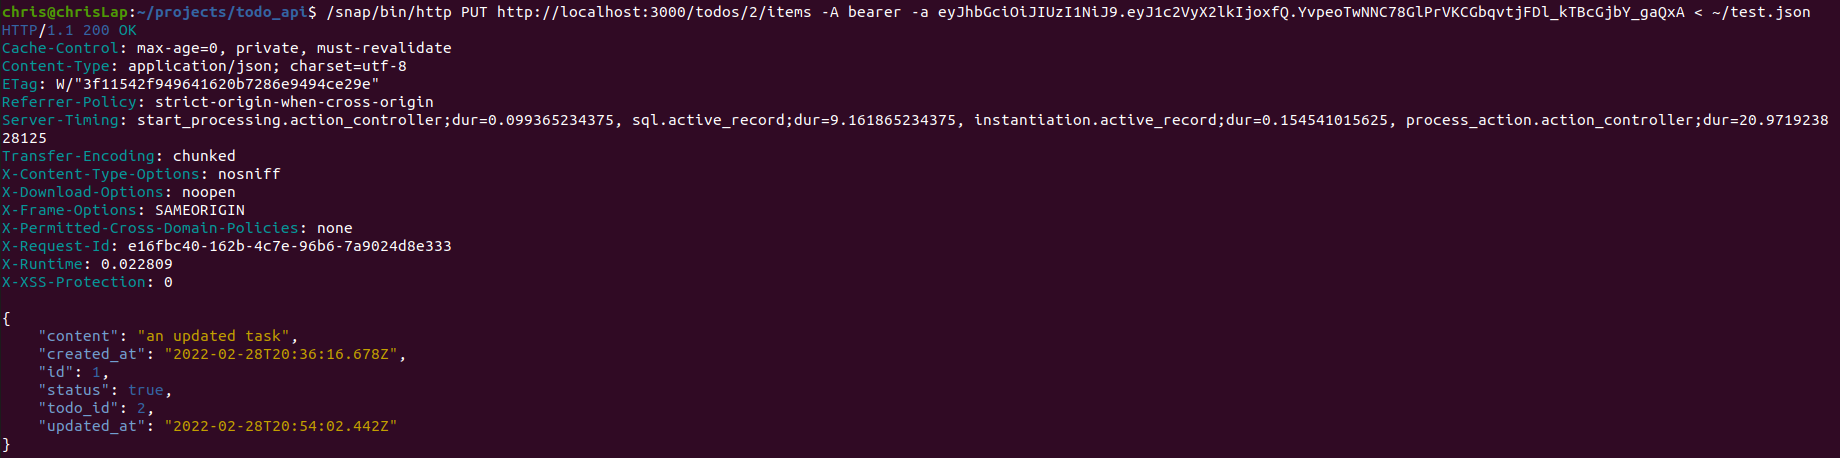 chris@chrisLap:~/projects/todo_api$ /snap/bin/http PUT http://localhost:3000/todos/2/items -A bearer -a eyJhbGciOiJIUzI1NiJ9.eyJ1c2VyX2lkIjoxfQ.YvpeoTwNNC78GlPrVKCGbqvtjFDl_kTBcGjbY_gaQxA < ~/test.json
HTTP/1.1 200 OK
Cache-Control: max-age=0, private, must-revalidate
Content-Type: application/json; charset=utf-8
ETag: W/"3f11542f949641620b7286e9494ce29e"
Referrer-Policy: strict-origin-when-cross-origin
Server-Timing: start_processing.action_controller;dur=0.099365234375, sql.active_record;dur=9.161865234375, instantiation.active_record;dur=0.154541015625, process_action.action_controller;dur=20.9719238
28125
Transfer-Encoding: chunked
X-Content-Type-Options: nosniff
X-Download-Options: noopen
X-Frame-Options: SAMEORIGIN
X-Permitted-Cross-Domain-Policies: none
X-Request-Id: e16fbc40-162b-4c7e-96b6-7a9024d8e333
X-Runtime: 0.022809
X-XSS-Protection: 0
{
    "content": "an updated task",
    "created_at": "2022-02-28T20:36:16.678Z",
    "id": 1,
    "status": true,
    "todo_id": 2,
    "updated_at": "2022-02-28T20:54:02.442Z"
}